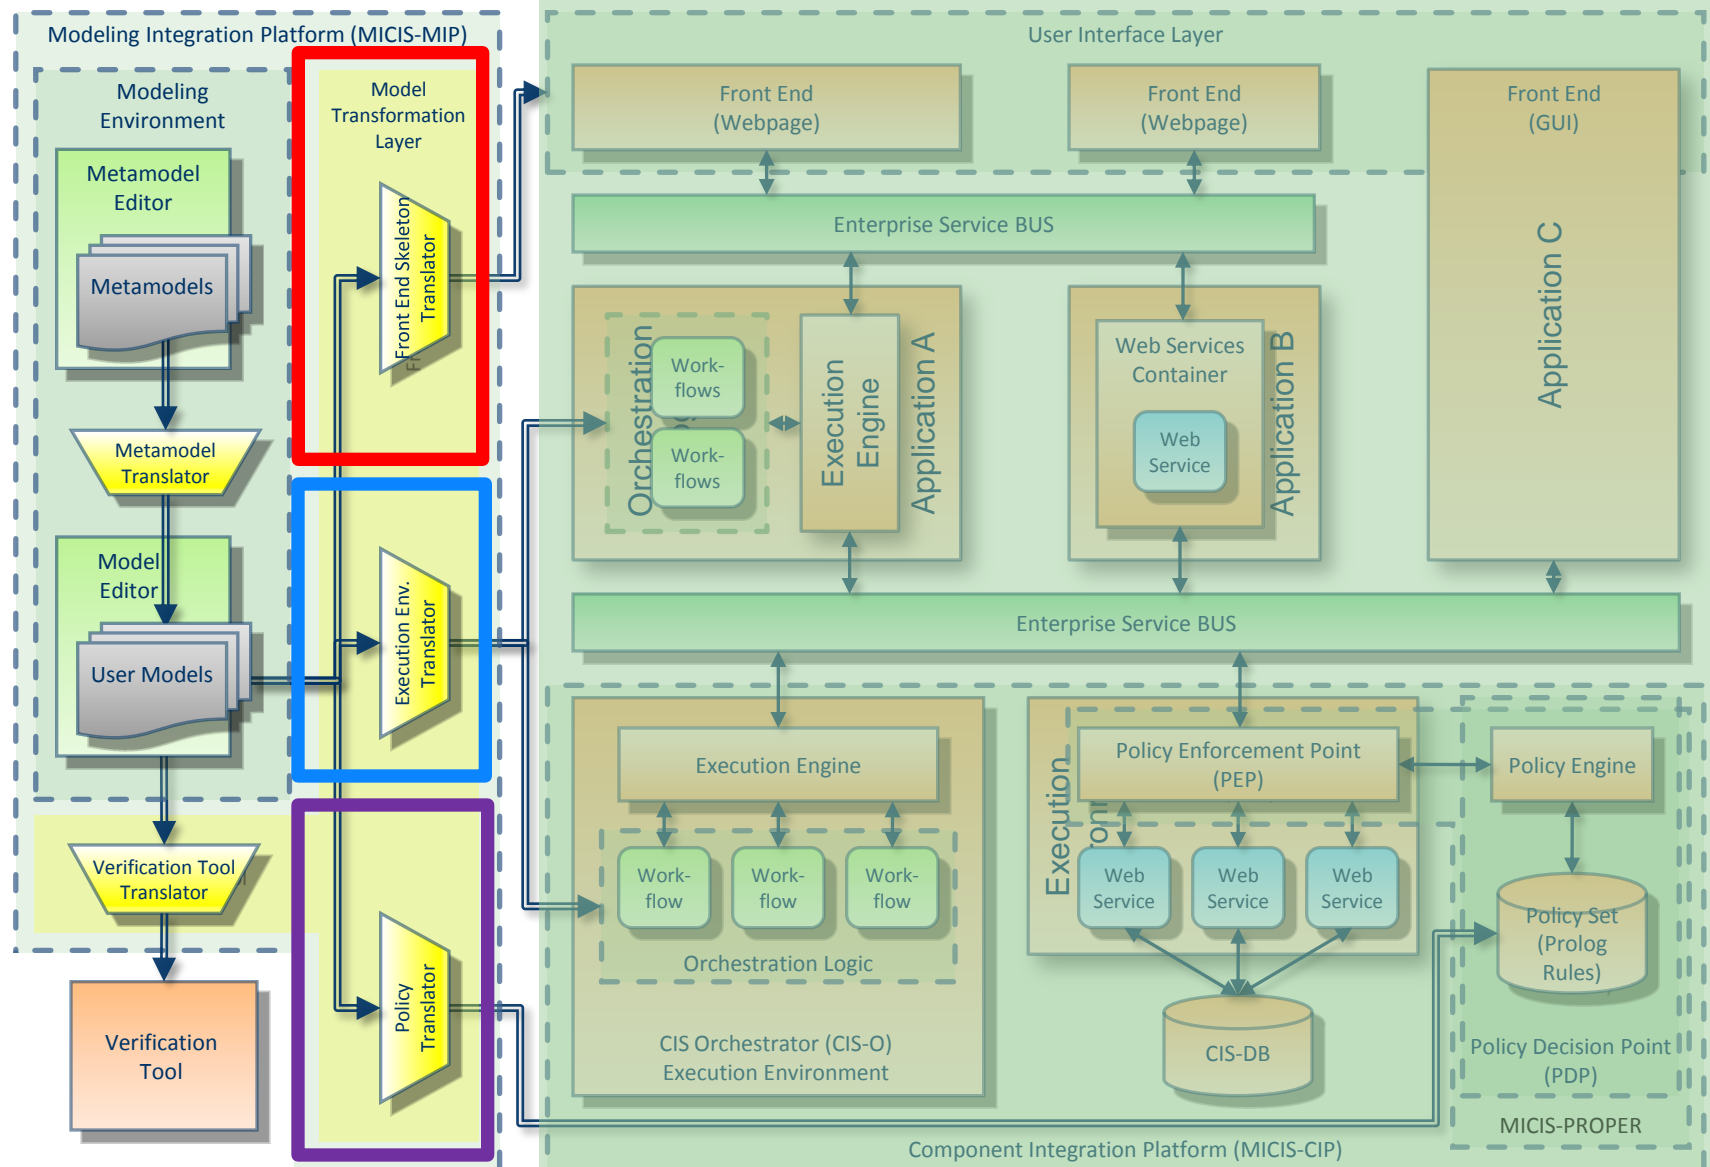 Modeling Integration Platform (MICIS-MIP)
Modeling
Environment
Metamodel
Editor
Metamodels
Metamodel
Translator
Model
Editor
User Models
Verification Tool
Translator
Verification
Tool
Model
Transformation
Layer
Front End Skeleton
Translator
Execution Env.
Translator
Policy
Translator
User Interface Layer
Front End
(Webpage)
Front End
(Webpage)
Front End
(GUI)
Application C
Enterprise Service BUS
Orchestration
Work-
flows
Work-
flows
Execution
Engine
Application A
Web Services
Container
Web
Service
Application B
Enterprise Service BUS
Execution Engine
Work-
flow
Work-
flow
Work-
flow
Orchestration Logic
CIS Orchestrator (CIS-O)
Execution Environment
Execution
Policy Enforcement Point
(PEP)
Web
Service
Web
Service
Web
Service
CIS-DB
Policy Engine
Policy Set
(Prolog
Rules)
Policy Decision Point
(PDP)
MICIS-PROPER
Component Integration Platform (MICIS-CIP)